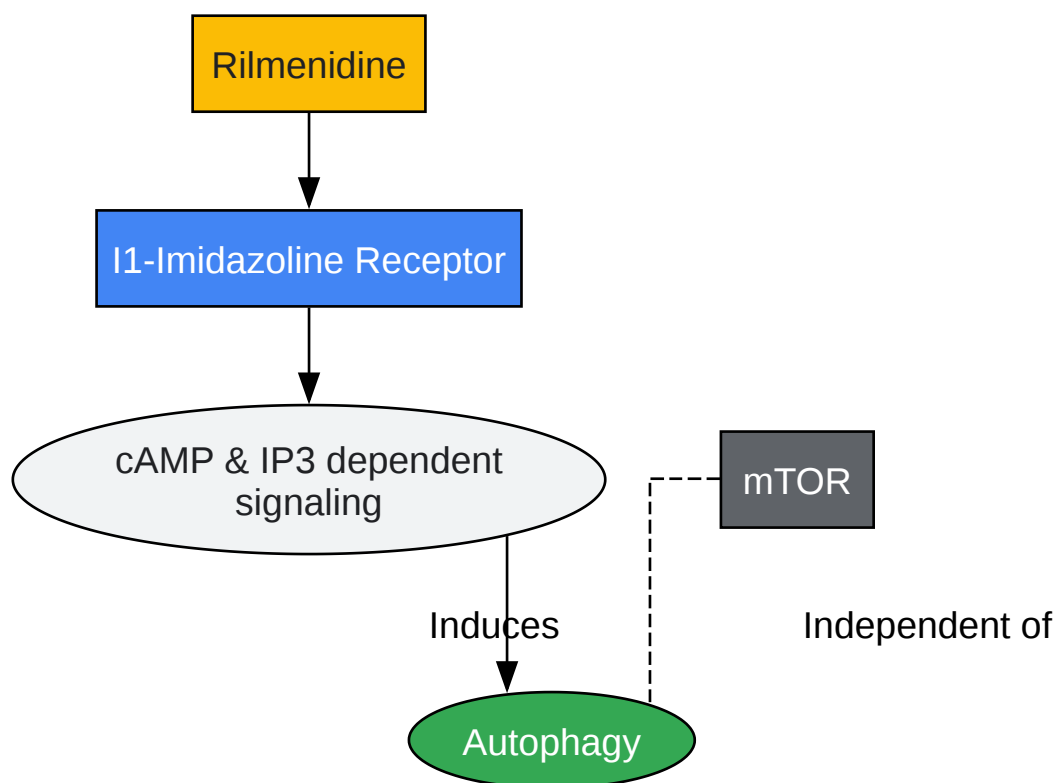 Rilmenidine
I1-Imidazoline Receptor
cAMP & IP3 dependent
signaling
mTOR
Induces
Independent of
Autophagy